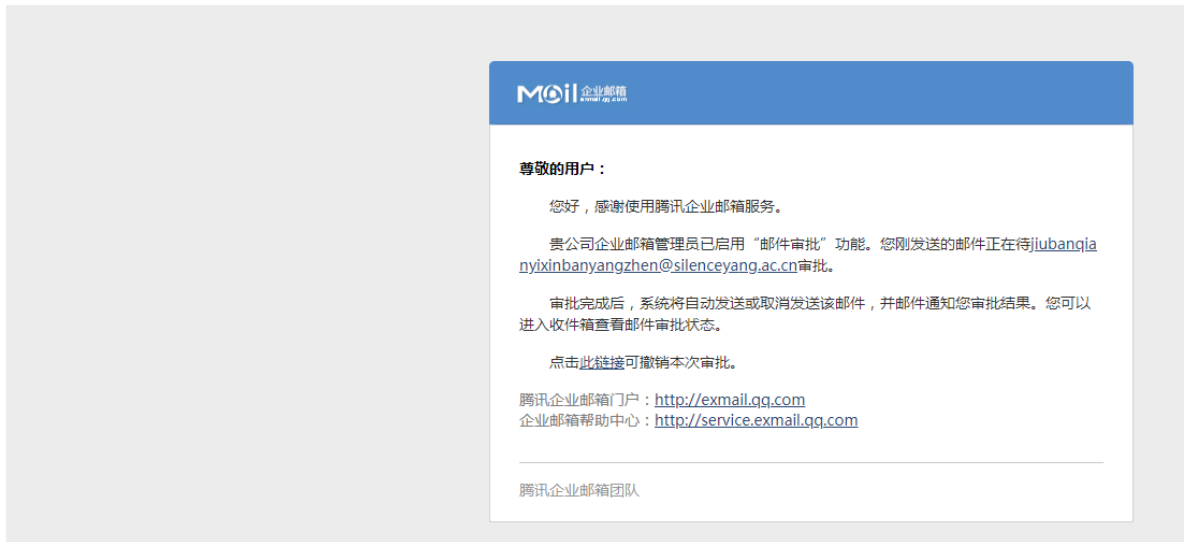 Mail 企业邮箱
exmail.qq.com
尊敬的用户：
您好，感谢使用腾讯企业邮箱服务。
贵公司企业邮箱管理员已启用“邮件审批”功能。您刚发送的邮件正在待jiubanqia
nyixinbanyangzhen@silenceyang.ac.cn审批。
审批完成后，系统将自动发送或取消发送该邮件，并邮件通知您审批结果。您可以
进入收件箱查看邮件审批状态。
点击此链接可撤销本次审批。
腾讯企业邮箱门户：http://exmail.qq.com
企业邮箱帮助中心：http://service.exmail.qq.com
腾讯企业邮箱团队